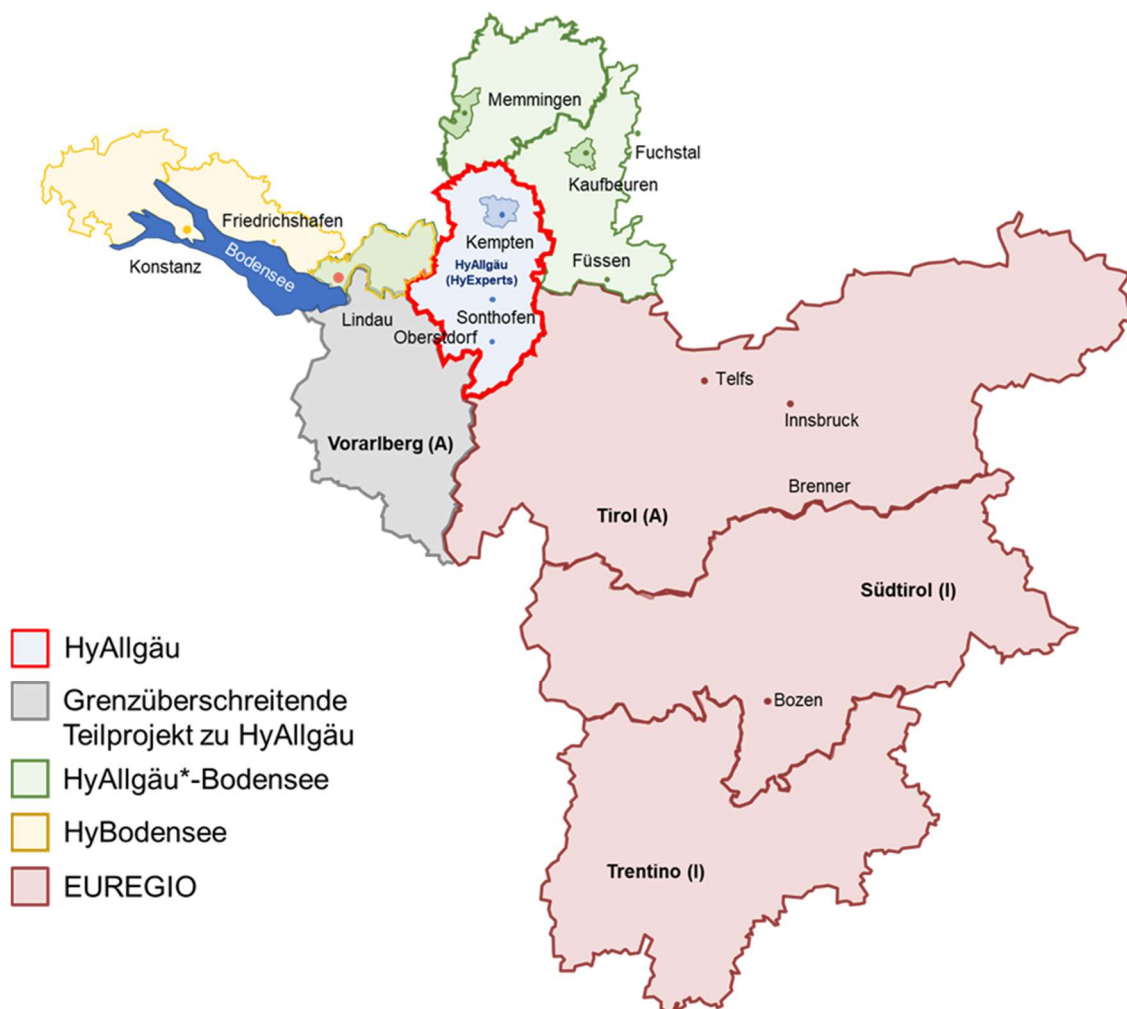 Memmingen
Fuchstal
Kaufbeuren
Friedrichshafen
Kempten
Bodensee
Konstanz
HyAllgäu
(HyExperts)
Füssen
Lindau
Sonthofen
Oberstdorf
Telfs
Innsbruck
Vorarlberg (A)
Brenner
Tirol (A)
Südtirol (I)
Bozen
Trentino (I)
HyAllgäu
Grenzüberschreitende
Teilprojekt zu HyAllgäu
HyAllgäu*-Bodensee
HyBodensee
EUREGIO